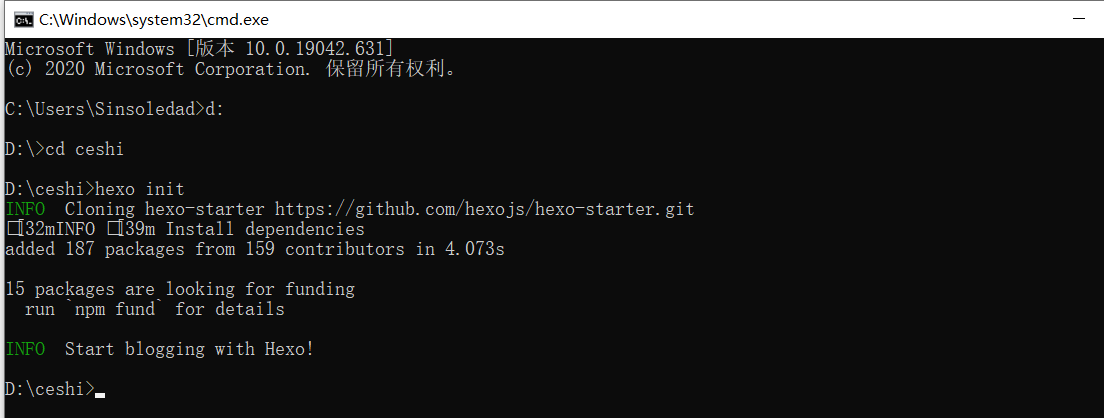 C:\Windows\system32\cmd.exe
Microsoft Windows [版本 10.0.19042.631]
(c) 2020 Microsoft Corporation. 保留所有权利。
C:\Users\Sinsoledad>d:
D:\>cd ceshi
D:\ceshi>hexo init
INFO  Cloning hexo-starter https://github.com/hexojs/hexo-starter.git
[32mINFO [39m Install dependencies
added 187 packages from 159 contributors in 4.073s
15 packages are looking for funding
  run `npm fund` for details
INFO  Start blogging with Hexo!
D:\ceshi>